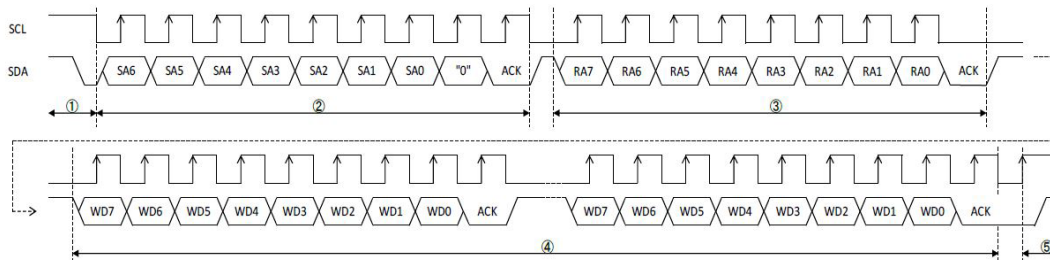 SCL
SDA SA6 SA5 SA4 SA3 SA2 SA1 SA0 "0" ACK RA7 RA6 RA5 RA4 RA3 RA2 RA1 RA0 ACK
① ② ③
WD7 WD6 WD5 WD4 WD3 WD2 WD1 WD0 ACK WD7 WD6 WD5 WD4 WD3 WD2 WD1 WD0 ACK
④ ⑤